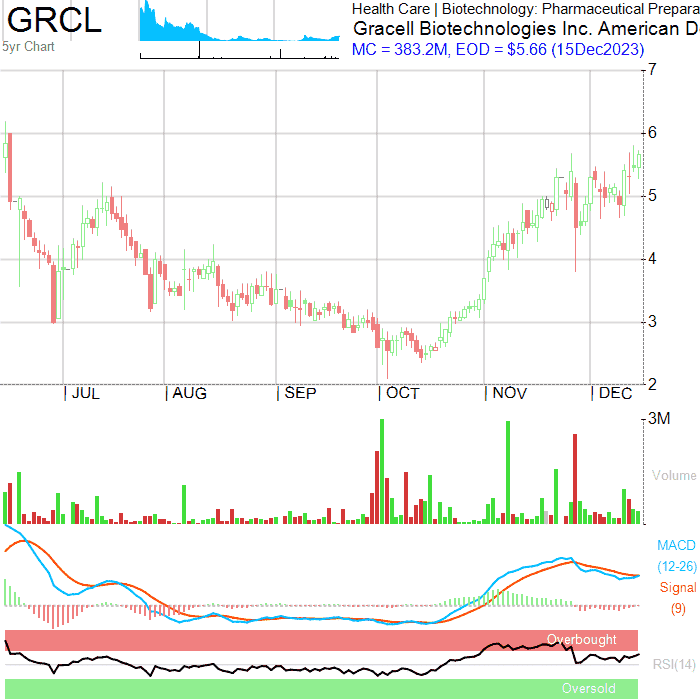 GRCL
5yr Chart
Health Care | Biotechnology: Pharmaceutical Prepara
Gracell Biotechnologies Inc. American D
MC = 383.2M, EOD = $5.66 (15Dec2023)
7
6
5
4
3
2
JUL AUG SEP OCT NOV DEC
3M
Volume
MACD
(12-26)
Signal
(9)
Overbought
RSI(14)
Oversold